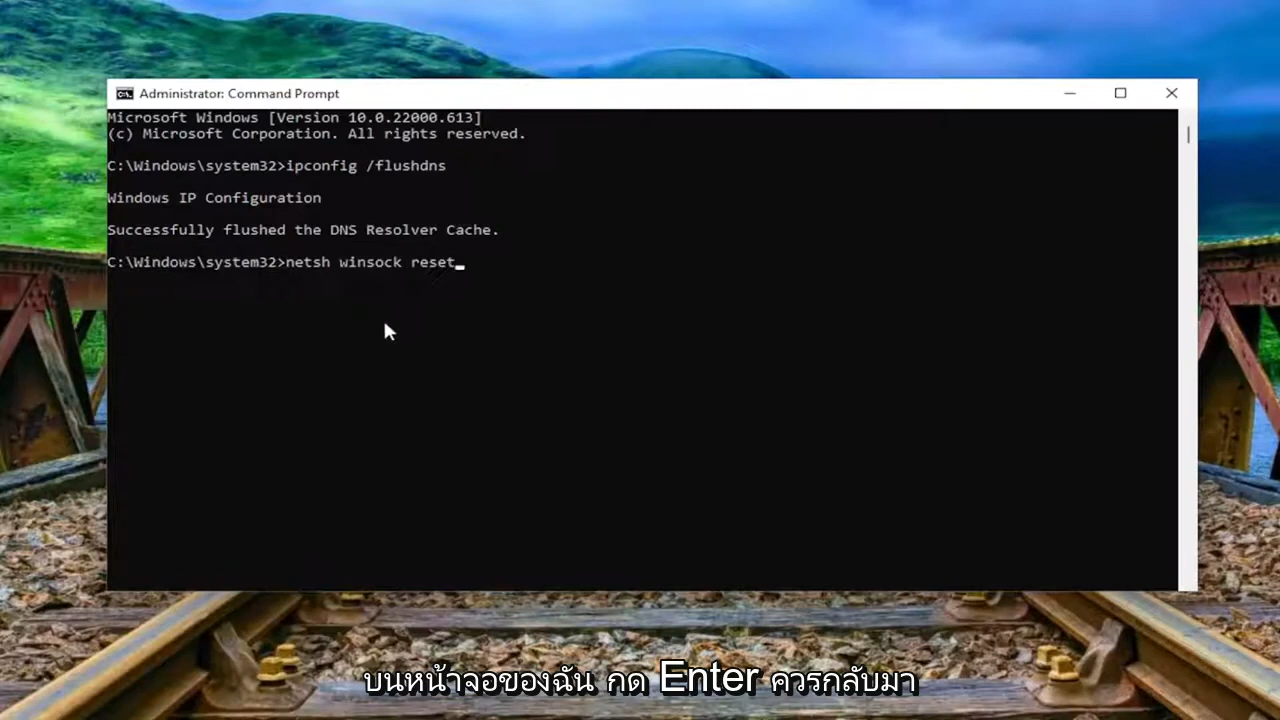 Administrator: Command Prompt
Microsoft Windows [Version 10.0.22000.613]
(c) Microsoft Corporation. All rights reserved.
C:\Windows\system32>ipconfig /flushdns
Windows IP Configuration
Successfully flushed the DNS Resolver Cache.
C:\Windows\system32>netsh winsock reset
บนหน้าจอของฉัน กด Enter ควรกลับมา